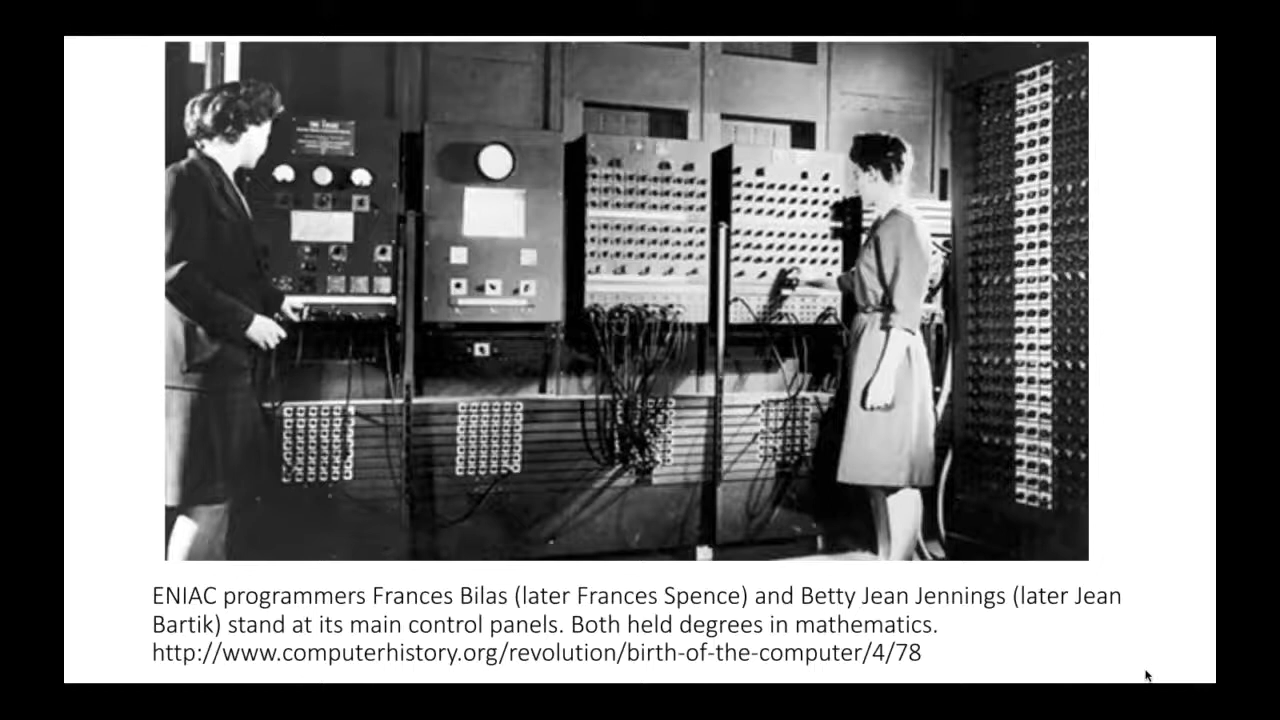 ENIAC programmers Frances Bilas (later Frances Spence) and Betty Jean Jennings (later Jean
Bartik) stand at its main control panels. Both held degrees in mathematics.
http://www.computerhistory.org/revolution/birth-of-the-computer/4/78